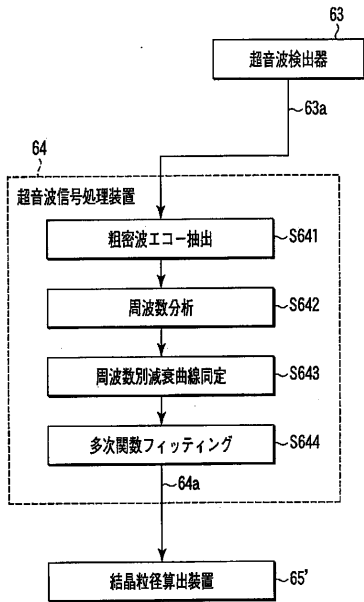 63
超音波検出器
63a
64
超音波信号処理装置
粗密波エコー抽出
S641
周波数分析
S642
周波数別減衰曲線同定
S643
多次関数フィッティング
S644
64a
結晶粒径算出装置
65'